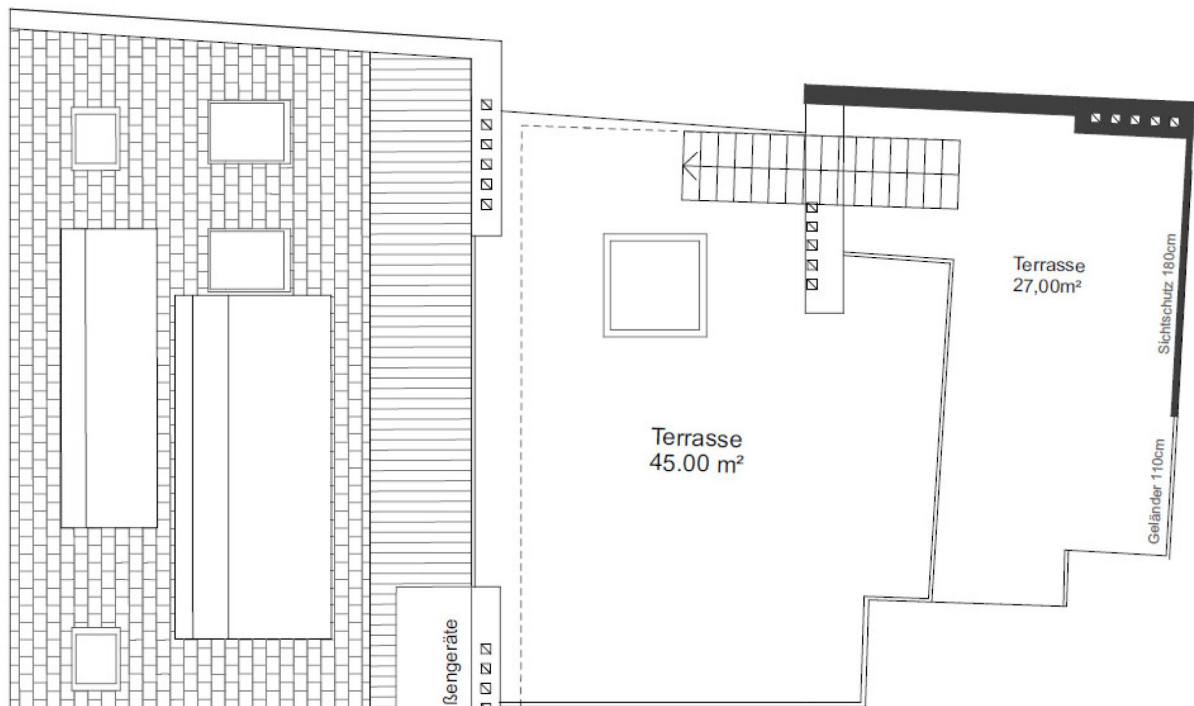 Terrasse
27,00m²
Sichtschutz 180cm
Terrasse
45.00 m²
Geländer 110cm
ßengeräte